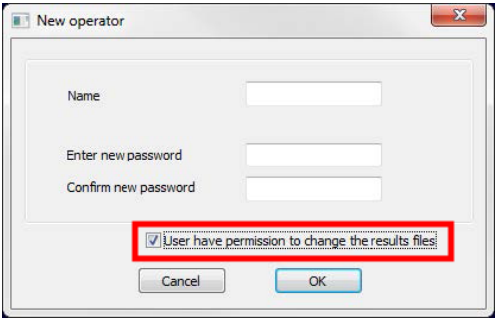 New operator
Name
Enter new password
Confirm new password
User have permission to change the results files
Cancel
OK